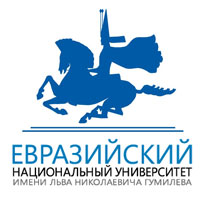 ЕВРАЗИЙСКИЙ
НАЦИОНАЛЬНЫЙ УНИВЕРСИТЕТ
ИМЕНИ ЛЬВА НИКОЛАЕВИЧА ГУМИЛЕВА